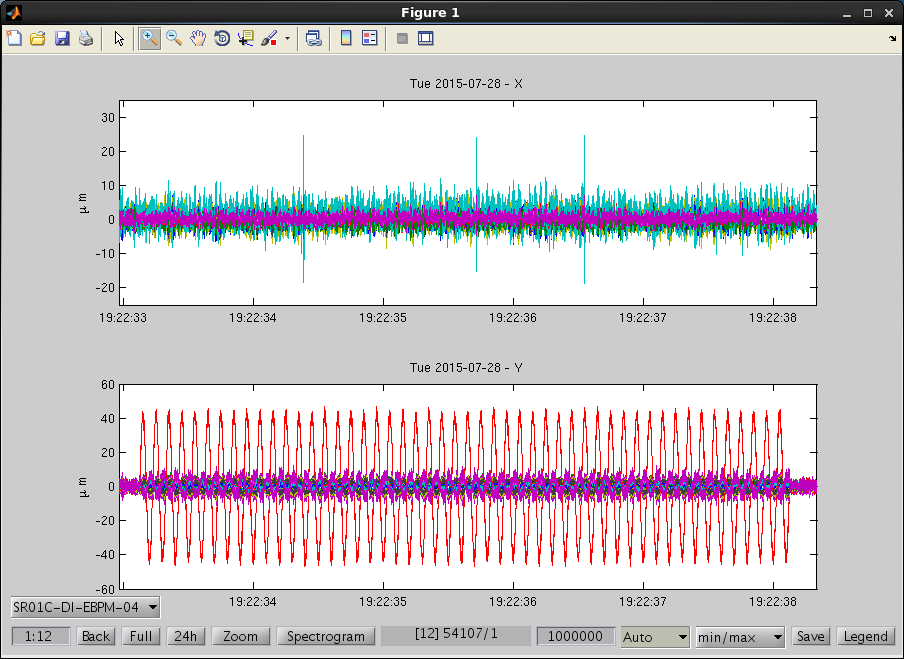 Figure 1
Tue 2015-07-28 - X
30
20
10
0
-10
-20
μ m
19:22:33 19:22:34 19:22:35 19:22:36 19:22:37 19:22:38
Tue 2015-07-28 - Y
60
40
20
0
-20
-40
-60
μ m
19:22:34 19:22:35 19:22:36 19:22:37 19:22:38
SR01C-DI-EBPM-04
1:12 Back Full 24h Zoom Spectrogram [12] 54107/1 1000000 Auto min/max Save Legend